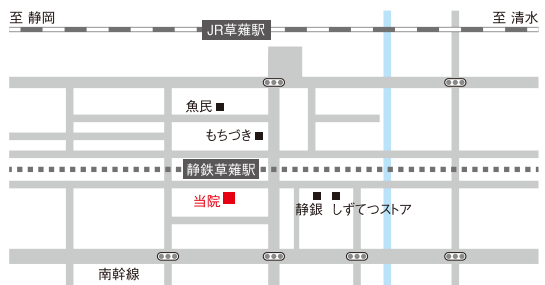 至 静岡
JR草薙駅
至 清水
魚民
もちづき
静鉄草薙駅
当院
静銀
しずてつストア
南幹線